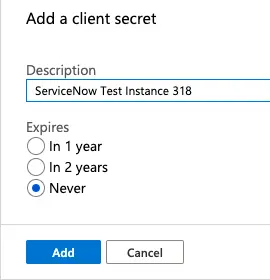 Add a client secret
Description
ServiceNow Test Instance 318
Expires
In 1 year
In 2 years
Never
Add Cancel